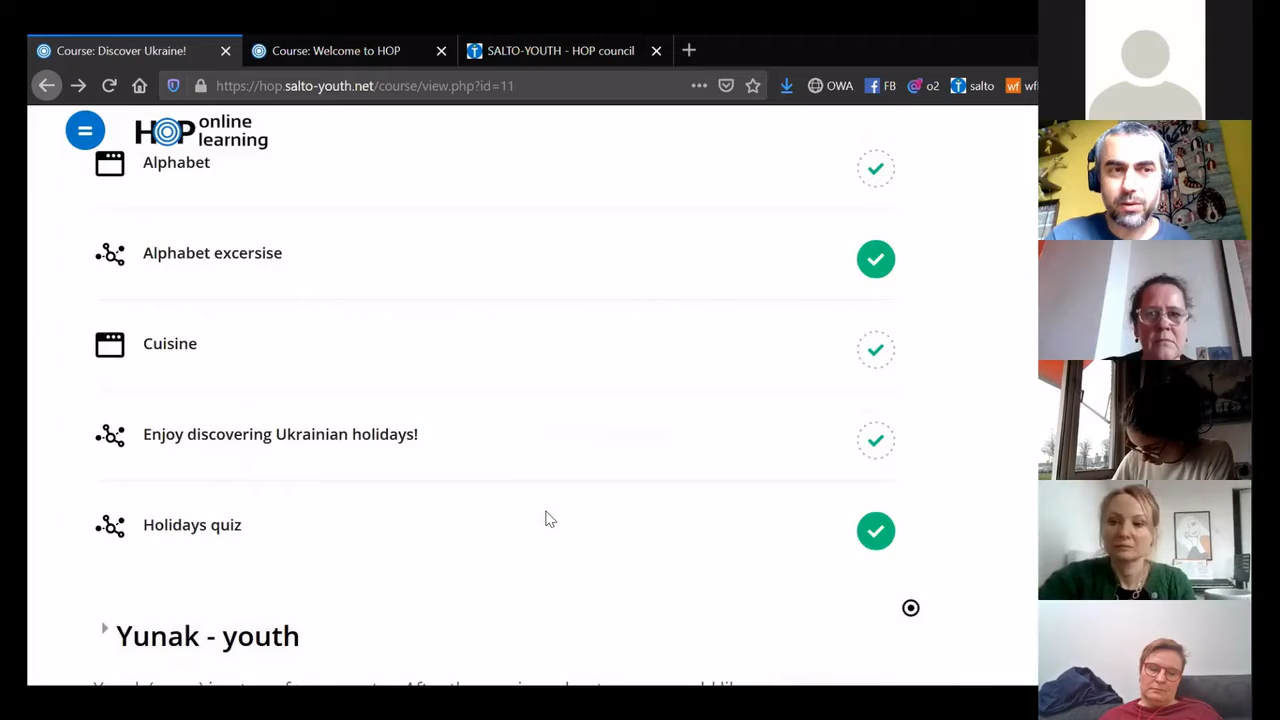 Course: Discover Ukraine!
Course: Welcome to HOP
SALTO-YOUTH - HOP council
https://hop.salto-youth.net/course/view.php?id=11
OWA
FB
o2
salto
HOP online learning
Alphabet
Alphabet excersise
Cuisine
Enjoy discovering Ukrainian holidays!
Holidays quiz
Yunak - youth